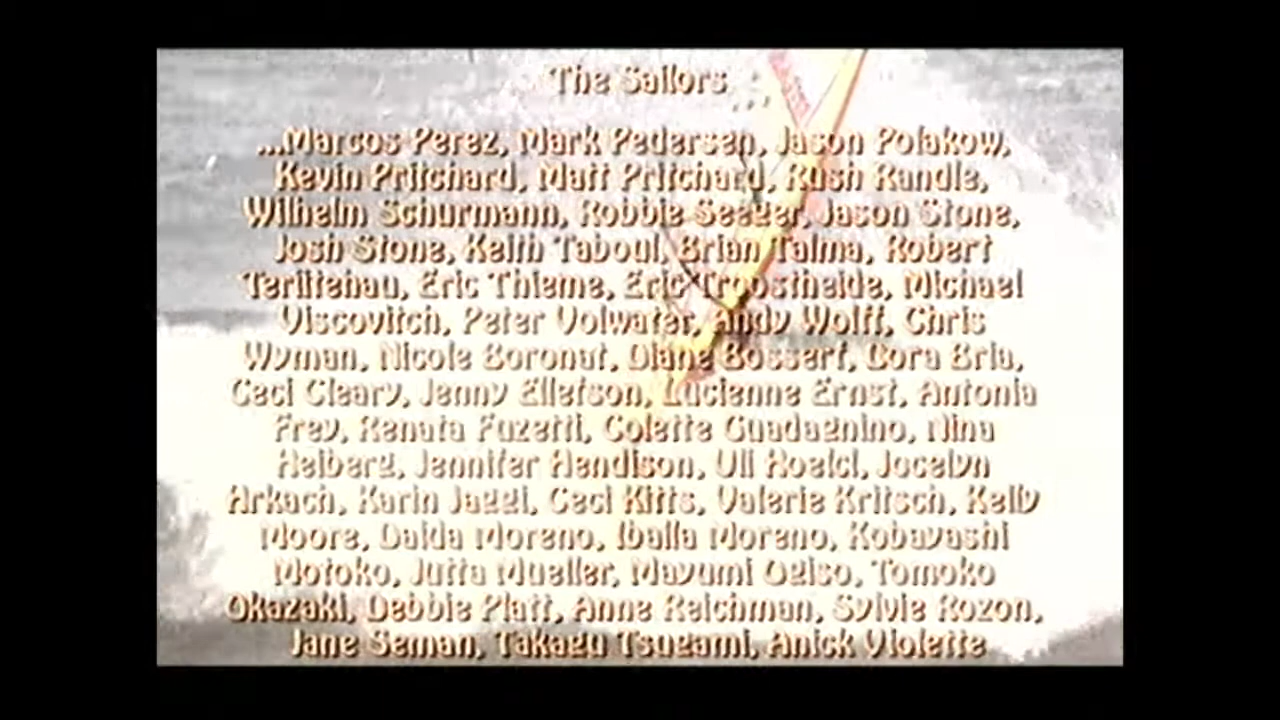 The Sailors
...Marcos Perez, Mark Pedersen, Jason Polakow,
Kevin Pritchard, Matt Pritchard, Rush Randle,
Wilhelm Schurmann, Robbie Seeger, Jason Stone,
Josh Stone, Keith Taboul, Brian Talma, Robert
Teriitehau, Eric Thieme, Eric Troostheide, Michael
Viscovitch, Peter Volwater, Andy Wolff, Chris
Wyman, Nicole Boronat, Diane Bossert, Dora Bria,
Ceci Cleary, Jenny Ellefson, Lucienne Ernst, Antonia
Frey, Renata Fuzetti, Colette Guadagnino, Nina
Heiberg, Jennifer Hendison, Uli Hoelcl, Jocelyn
Arkach, Karin Jaggi, Ceci Kitts, Valerie Kritsch, Kelly
Moore, Daida Moreno, Iballa Moreno, Kobayashi
Motoko, Jutta Mueller, Mayumi Ogiso, Tomoko
Okazaki, Debbie Platt, Anne Reichman, Sylvie Rozon,
Jane Seman, Takagu Tsugami, Anick Violette